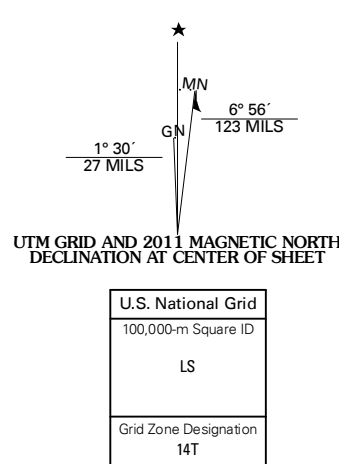 ★
MN
GN
6° 56´
123 MILS
1° 30´
27 MILS
UTM GRID AND 2011 MAGNETIC NORTH
DECLINATION AT CENTER OF SHEET
U.S. National Grid
100,000-m Square ID
LS
Grid Zone Designation
14T